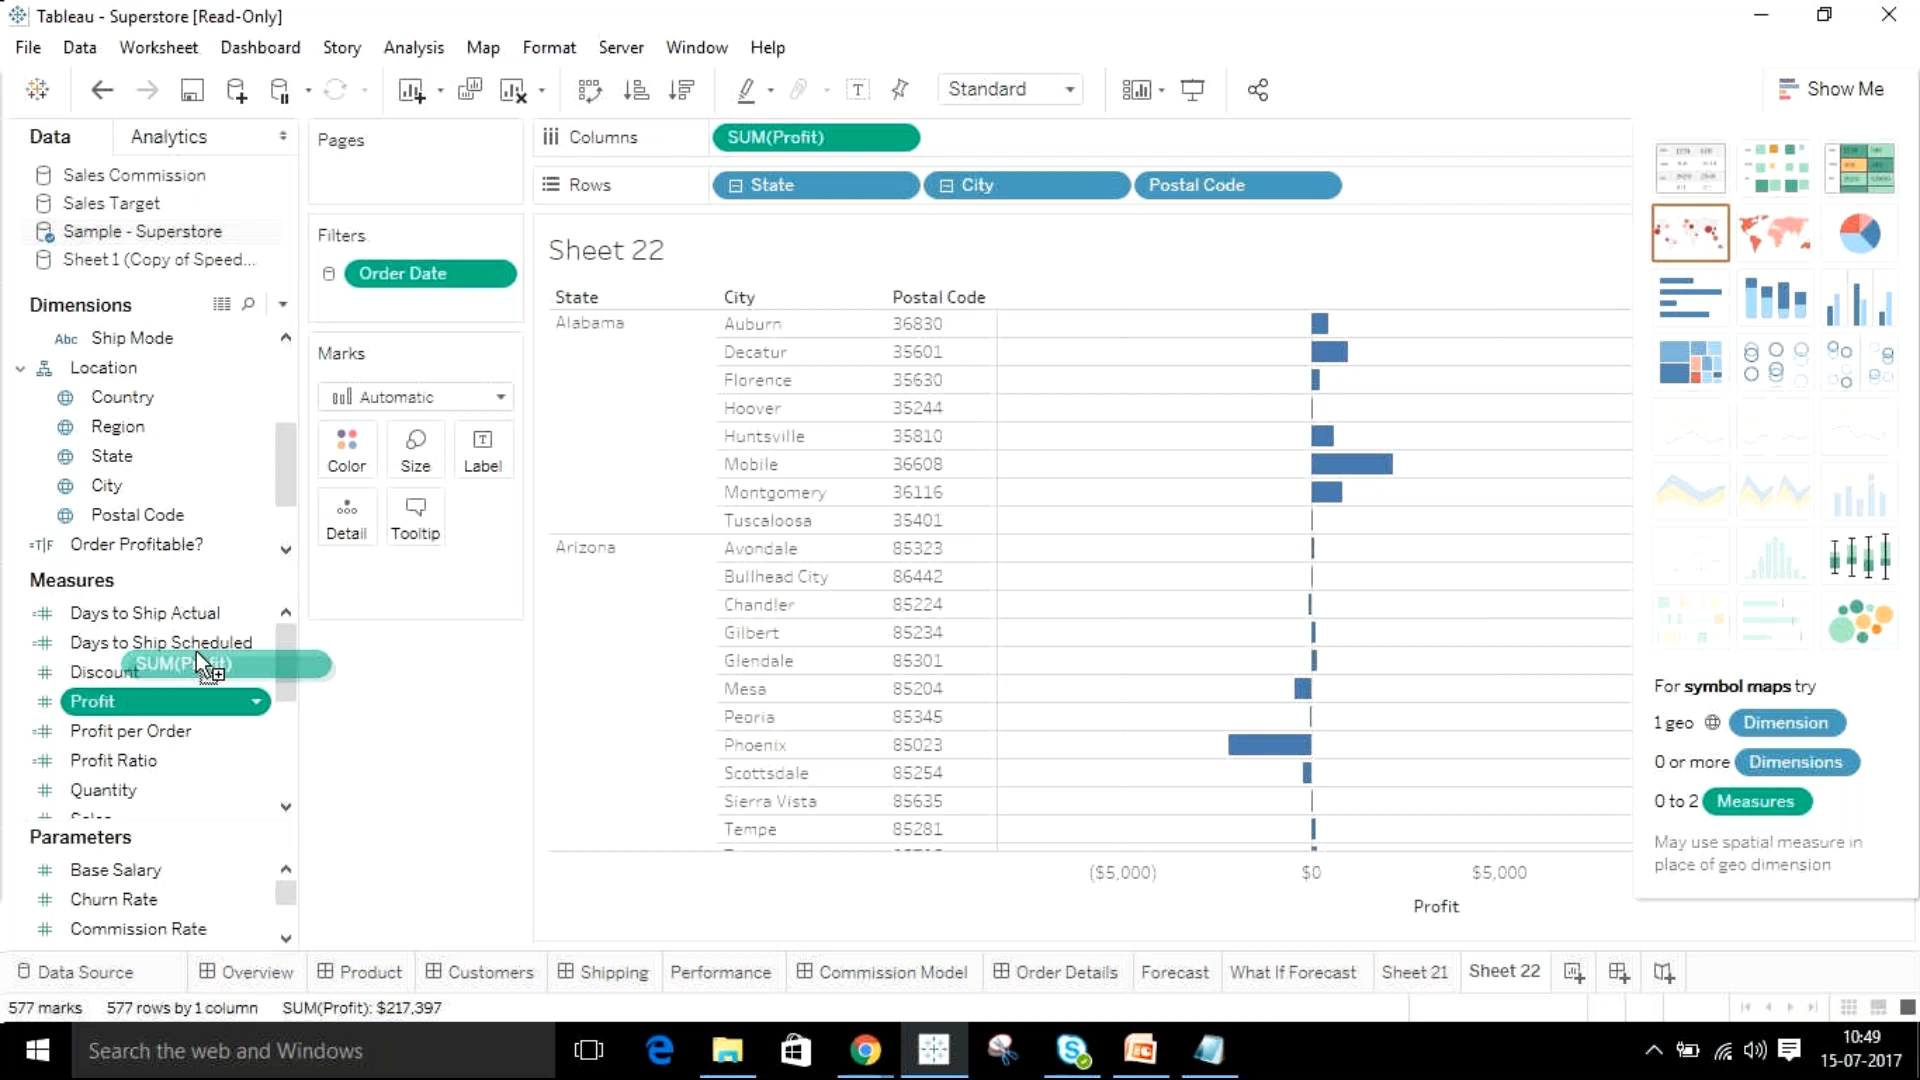 Tableau - Superstore [Read-Only]
File Data Worksheet Dashboard Story Analysis Map Format Server Window Help
Standard
Show Me
Data Analytics
Sales Commission
Sales Target
Sample - Superstore
Sheet 1 (Copy of Speed...
Dimensions
Abc Ship Mode
Location
Country
Region
State
City
Postal Code
=T|F Order Profitable?
Measures
Days to Ship Actual
Days to Ship Scheduled
Discount
Profit
Profit per Order
Profit Ratio
Quantity
Parameters
Base Salary
Churn Rate
Commission Rate
Pages
Filters
Order Date
Marks
Automatic
Color Size Label
Detail Tooltip
Columns SUM(Profit)
Rows State City Postal Code
Sheet 22
State City Postal Code
Alabama Auburn 36830
Decatur 35601
Florence 35630
Hoover 35244
Huntsville 35810
Mobile 36608
Montgomery 36116
Tuscaloosa 35401
Arizona Avondale 85323
Bullhead City 86442
Chandler 85224
Gilbert 85234
Glendale 85301
Mesa 85204
Peoria 85345
Phoenix 85023
Scottsdale 85254
Sierra Vista 85635
Tempe 85281
($5,000) $0 $5,000
Profit
For symbol maps try
1 geo Dimension
0 or more Dimensions
0 to 2 Measures
May use spatial measure in
place of geo dimension
Data Source Overview Product Customers Shipping Performance Commission Model Order Details Forecast What If Forecast Sheet 21 Sheet 22
577 marks 577 rows by 1 column SUM(Profit): $217,397
Search the web and Windows
10:49
15-07-2017